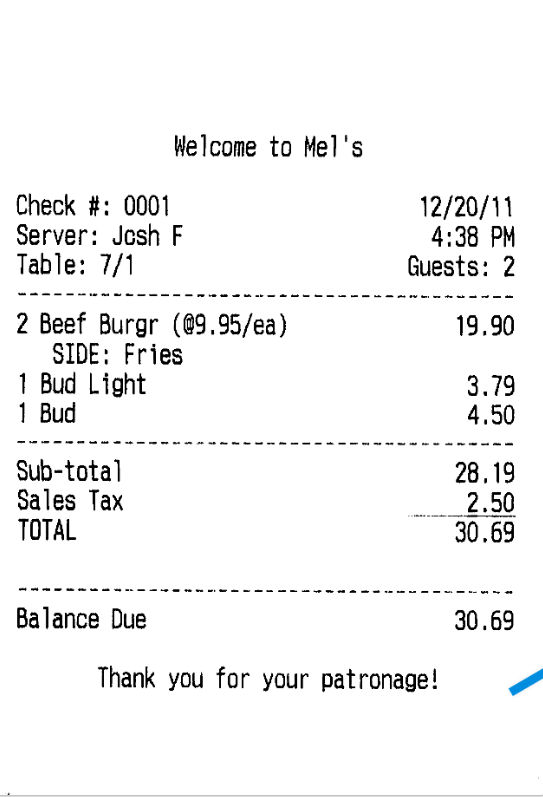 Welcome to Mel's
Check #: 0001 12/20/11
Server: Josh F 4:38 PM
Table: 7/1 Guests: 2
2 Beef Burgr (@9.95/ea) 19.90
SIDE: Fries
1 Bud Light 3.79
1 Bud 4.50
Sub-total 28.19
Sales Tax 2.50
TOTAL 30.69
Balance Due 30.69
Thank you for your patronage!